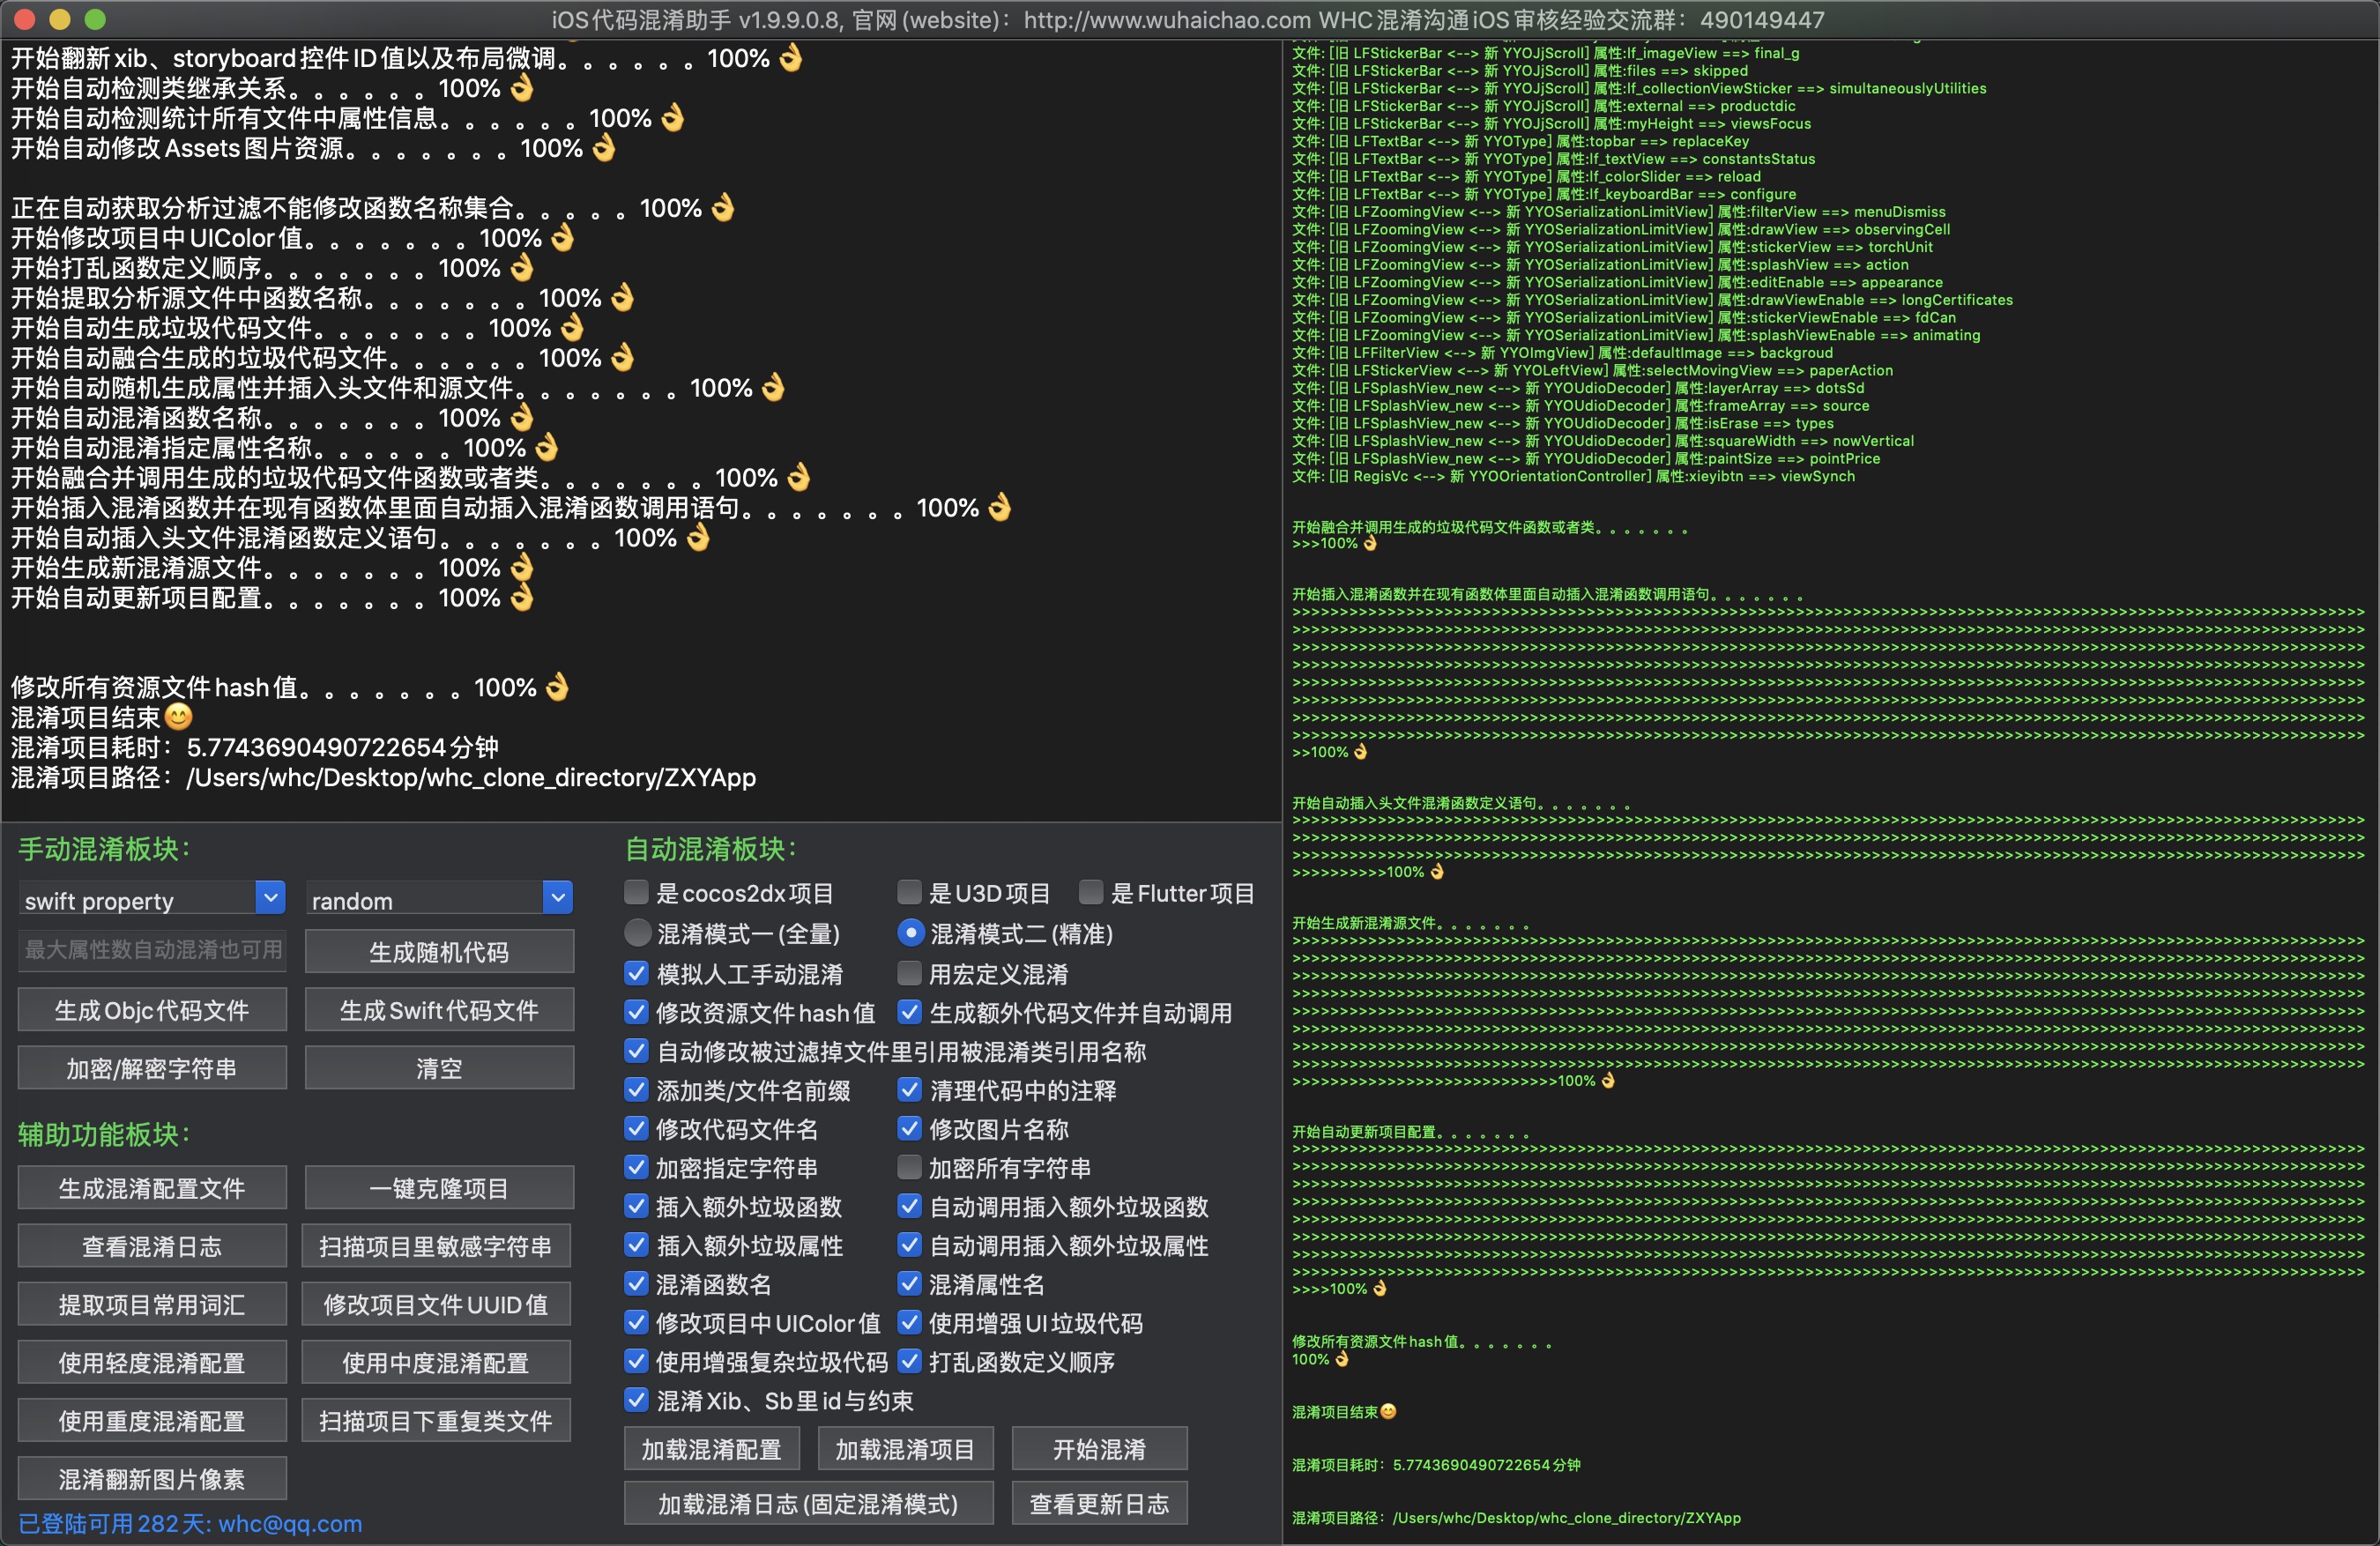 iOS代码混淆助手 v1.9.9.0.8, 官网(website)：http://www.wuhaichao.com WHC混淆沟通iOS审核经验交流群：490149447
开始翻新xib、storyboard控件ID值以及布局微调。。。。。。100%👌
开始自动检测类继承关系。。。。。。100%👌
开始自动检测统计所有文件中属性信息。。。。。。100%👌
开始自动修改Assets图片资源。。。。。。。100%👌
正在自动获取分析过滤不能修改函数名称集合。。。。。100%👌
开始修改项目中UIColor值。。。。。。。100%👌
开始打乱函数定义顺序。。。。。。。100%👌
开始提取分析源文件中函数名称。。。。。。。100%👌
开始自动生成垃圾代码文件。。。。。。。100%👌
开始自动融合生成的垃圾代码文件。。。。。。100%👌
开始自动随机生成属性并插入头文件和源文件。。。。。。。100%👌
开始自动混淆函数名称。。。。。。。100%👌
开始自动混淆指定属性名称。。。。。。100%👌
开始融合并调用生成的垃圾代码文件函数或者类。。。。。。。100%👌
开始插入混淆函数并在现有函数体里面自动插入混淆函数调用语句。。。。。。。100%👌
开始自动插入头文件混淆函数定义语句。。。。。。。100%👌
开始生成新混淆源文件。。。。。。。100%👌
开始自动更新项目配置。。。。。。。100%👌
修改所有资源文件hash值。。。。。。。100%👌
混淆项目结束😊
混淆项目耗时：5.7743690490722654分钟
混淆项目路径：/Users/whc/Desktop/whc_clone_directory/ZXYApp
手动混淆板块：
swift property
random
最大属性数自动混淆也可用
生成随机代码
生成Objc代码文件
生成Swift代码文件
加密/解密字符串
清空
辅助功能板块：
生成混淆配置文件
一键克隆项目
查看混淆日志
扫描项目里敏感字符串
提取项目常用词汇
修改项目文件UUID值
使用轻度混淆配置
使用中度混淆配置
使用重度混淆配置
扫描项目下重复类文件
混淆翻新图片像素
已登陆可用282天: whc@qq.com
自动混淆板块：
是cocos2dx项目
是U3D项目
是Flutter项目
混淆模式一(全量)
混淆模式二(精准)
模拟人工手动混淆
用宏定义混淆
修改资源文件hash值
生成额外代码文件并自动调用
自动修改被过滤掉文件里引用被混淆类引用名称
添加类/文件名前缀
清理代码中的注释
修改代码文件名
修改图片名称
加密指定字符串
加密所有字符串
插入额外垃圾函数
自动调用插入额外垃圾函数
插入额外垃圾属性
自动调用插入额外垃圾属性
混淆函数名
混淆属性名
修改项目中UIColor值
使用增强UI垃圾代码
使用增强复杂垃圾代码
打乱函数定义顺序
混淆Xib、Sb里id与约束
加载混淆配置
加载混淆项目
开始混淆
加载混淆日志(固定混淆模式)
查看更新日志
文件: [旧 LFStickerBar <--> 新 YYOJjScroll] 属性:lf_imageView ==> final_g
文件: [旧 LFStickerBar <--> 新 YYOJjScroll] 属性:files ==> skipped
文件: [旧 LFStickerBar <--> 新 YYOJjScroll] 属性:lf_collectionViewSticker ==> simultaneouslyUtilities
文件: [旧 LFStickerBar <--> 新 YYOJjScroll] 属性:external ==> productdic
文件: [旧 LFStickerBar <--> 新 YYOJjScroll] 属性:myHeight ==> viewsFocus
文件: [旧 LFTextBar <--> 新 YYOType] 属性:topbar ==> replaceKey
文件: [旧 LFTextBar <--> 新 YYOType] 属性:lf_textView ==> constantsStatus
文件: [旧 LFTextBar <--> 新 YYOType] 属性:lf_colorSlider ==> reload
文件: [旧 LFTextBar <--> 新 YYOType] 属性:lf_keyboardBar ==> configure
文件: [旧 LFZoomingView <--> 新 YYOSerializationLimitView] 属性:filterView ==> menuDismiss
文件: [旧 LFZoomingView <--> 新 YYOSerializationLimitView] 属性:drawView ==> observingCell
文件: [旧 LFZoomingView <--> 新 YYOSerializationLimitView] 属性:stickerView ==> torchUnit
文件: [旧 LFZoomingView <--> 新 YYOSerializationLimitView] 属性:splashView ==> action
文件: [旧 LFZoomingView <--> 新 YYOSerializationLimitView] 属性:editEnable ==> appearance
文件: [旧 LFZoomingView <--> 新 YYOSerializationLimitView] 属性:drawViewEnable ==> longCertificates
文件: [旧 LFZoomingView <--> 新 YYOSerializationLimitView] 属性:stickerViewEnable ==> fdCan
文件: [旧 LFZoomingView <--> 新 YYOSerializationLimitView] 属性:splashViewEnable ==> animating
文件: [旧 LFFilterView <--> 新 YYOImgView] 属性:defaultImage ==> backgroud
文件: [旧 LFStickerView <--> 新 YYOLeftView] 属性:selectMovingView ==> paperAction
文件: [旧 LFSplashView_new <--> 新 YYOUdioDecoder] 属性:layerArray ==> dotsSd
文件: [旧 LFSplashView_new <--> 新 YYOUdioDecoder] 属性:frameArray ==> source
文件: [旧 LFSplashView_new <--> 新 YYOUdioDecoder] 属性:isErase ==> types
文件: [旧 LFSplashView_new <--> 新 YYOUdioDecoder] 属性:squareWidth ==> nowVertical
文件: [旧 LFSplashView_new <--> 新 YYOUdioDecoder] 属性:paintSize ==> pointPrice
文件: [旧 RegisVc <--> 新 YYOOrientationController] 属性:xieyibtn ==> viewSynch
开始融合并调用生成的垃圾代码文件函数或者类。。。。。。。
>>>100%👌
开始插入混淆函数并在现有函数体里面自动插入混淆函数调用语句。。。。。。。
>>100%👌
开始自动插入头文件混淆函数定义语句。。。。。。。
>>>>>>>>>>100%👌
开始生成新混淆源文件。。。。。。。
>>>>>>>>>>>>>>>>>>>>>>>>>>>>100%👌
开始自动更新项目配置。。。。。。。
>>>>100%👌
修改所有资源文件hash值。。。。。。。
100%👌
混淆项目结束😊
混淆项目耗时：5.7743690490722654分钟
混淆项目路径：/Users/whc/Desktop/whc_clone_directory/ZXYApp